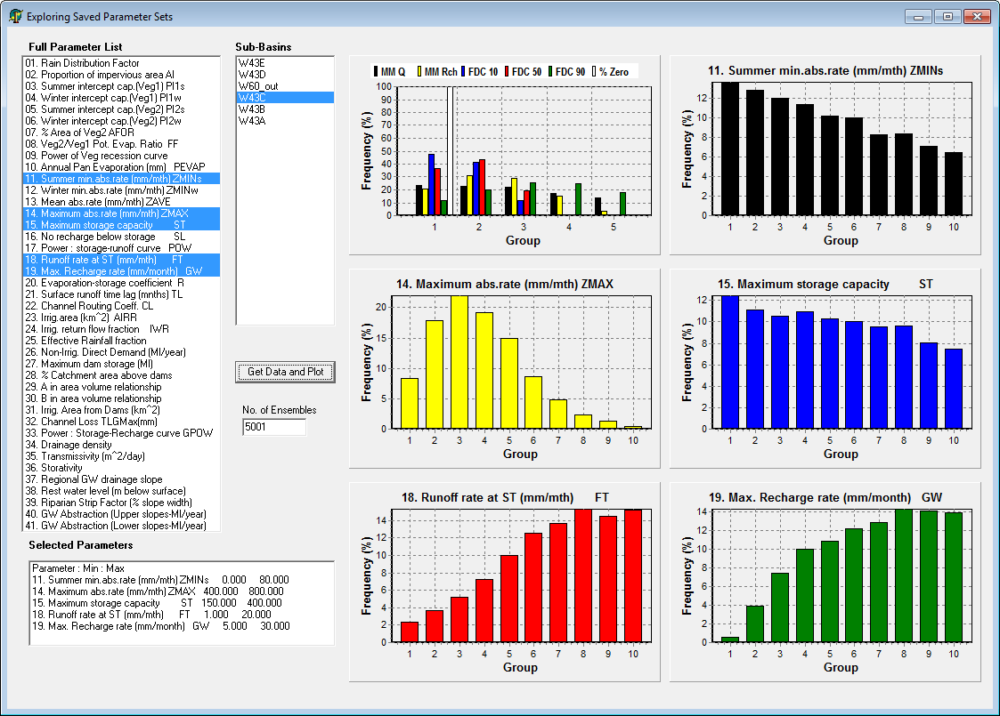 Exploring Saved Parameter Sets
Full Parameter List
01. Rain Distribution Factor
02. Proportion of impervious area AI
03. Summer intercept cap.(Veg1) PI1s
04. Winter intercept cap.(Veg1) PI1w
05. Summer intercept cap.(Veg2) PI2s
06. Winter intercept cap.(Veg2) PI2w
07. % Area of Veg2 AFOR
08. Veg2/Veg1 Pot. Evap. Ratio FF
09. Power of Veg recession curve
10. Annual Pan Evaporation (mm) PEVAP
11. Summer min.abs.rate (mm/mth) ZMINs
12. Winter min.abs.rate (mm/mth) ZMINw
13. Mean abs.rate (mm/mth) ZAVE
14. Maximum abs.rate (mm/mth) ZMAX
15. Maximum storage capacity ST
16. No recharge below storage SL
17. Power : storage-runoff curve POW
18. Runoff rate at ST (mm/mth) FT
19. Max. Recharge rate (mm/month) GW
20. Evaporation-storage coefficient R
21. Surface runoff time lag (mnths) TL
22. Channel Routing Coeff. CL
23. Irrig.area (km^2) AIRR
24. Irrig. return flow fraction IWR
25. Effective Rainfall fraction
26. Non-Irrig. Direct Demand (Ml/year)
27. Maximum dam storage (Ml)
28. % Catchment area above dams
29. A in area volume relationship
30. B in area volume relationship
31. Irrig. Area from Dams (km^2)
32. Channel Loss TLGMax(mm)
33. Power : Storage-Recharge curve GPOW
34. Drainage density
35. Transmissivity (m^2/day)
36. Storativity
37. Regional GW drainage slope
38. Rest water level (m below surface)
39. Riparian Strip Factor (% slope width)
40. GW Abstraction (Upper slopes-Ml/year)
41. GW Abstraction (Lower slopes-Ml/year)
Selected Parameters
Parameter : Min : Max
11. Summer min.abs.rate (mm/mth) ZMINs 0.000 80.000
14. Maximum abs.rate (mm/mth) ZMAX 400.000 800.000
15. Maximum storage capacity ST 150.000 400.000
18. Runoff rate at ST (mm/mth) FT 1.000 20.000
19. Max. Recharge rate (mm/month) GW 5.000 30.000
Sub-Basins
W43E
W43D
W60_out
W43C
W43B
W43A
Get Data and Plot
No. of Ensembles
5001
MM Q MM Rch FDC 10 FDC 50 FDC 90 % Zero
Frequency (%)
100
90
80
70
60
50
40
30
20
10
0
1 2 3 4 5
Group
11. Summer min.abs.rate (mm/mth) ZMINs
Frequency (%)
12
10
8
6
4
2
0
1 2 3 4 5 6 7 8 9 10
Group
14. Maximum abs.rate (mm/mth) ZMAX
Frequency (%)
20
15
10
5
0
1 2 3 4 5 6 7 8 9 10
Group
15. Maximum storage capacity ST
Frequency (%)
12
10
8
6
4
2
0
1 2 3 4 5 6 7 8 9 10
Group
18. Runoff rate at ST (mm/mth) FT
Frequency (%)
14
12
10
8
6
4
2
0
1 2 3 4 5 6 7 8 9 10
Group
19. Max. Recharge rate (mm/month) GW
Frequency (%)
14
12
10
8
6
4
2
0
1 2 3 4 5 6 7 8 9 10
Group